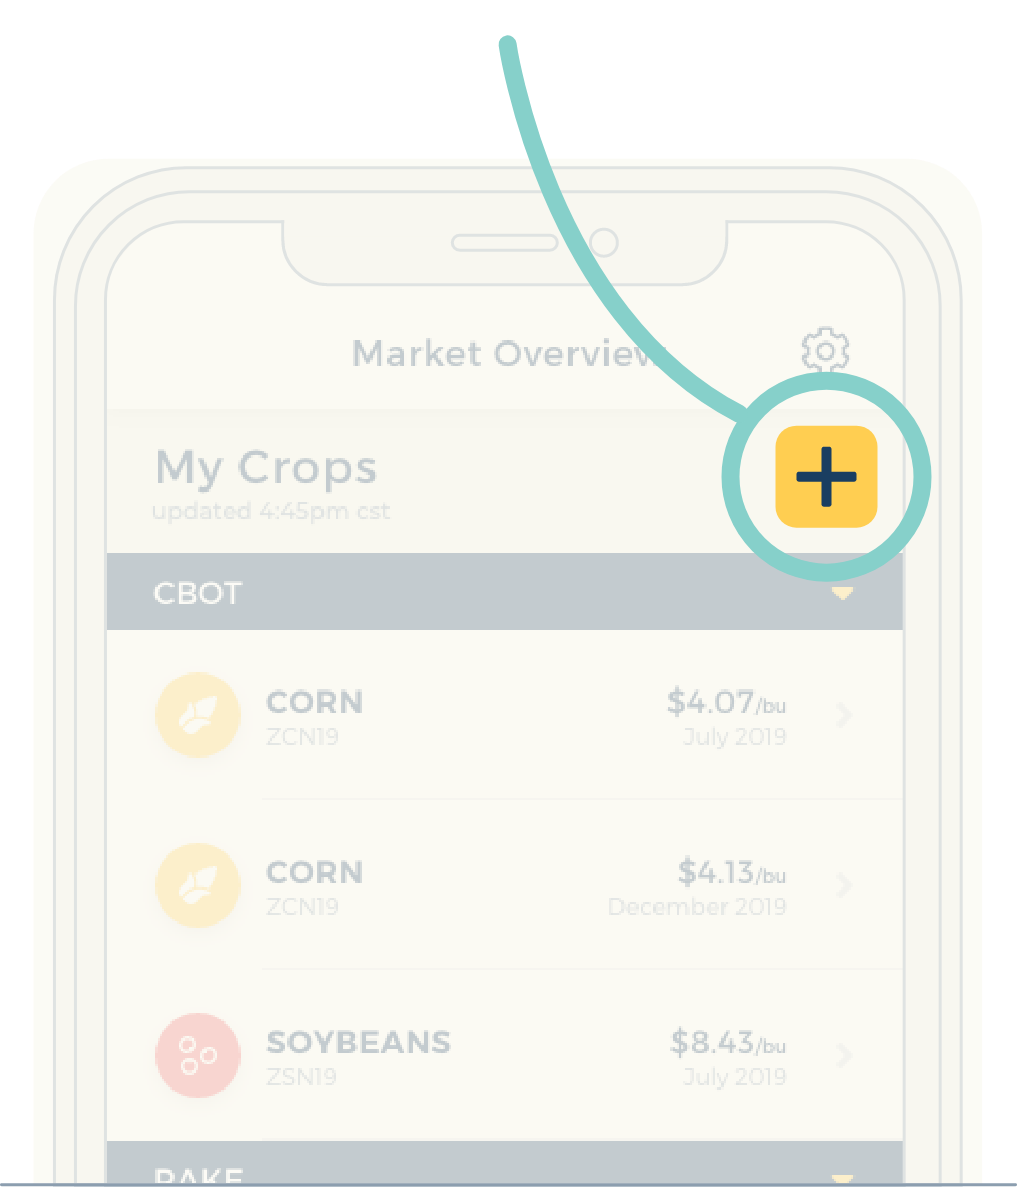 Market Overview
My Crops
updated 4:45pm cst
CBOT
CORN
$4.07/bu
ZCN19
July 2019
CORN
$4.13/bu
ZCN19
December 2019
SOYBEANS
$8.43/bu
ZSN19
July 2019